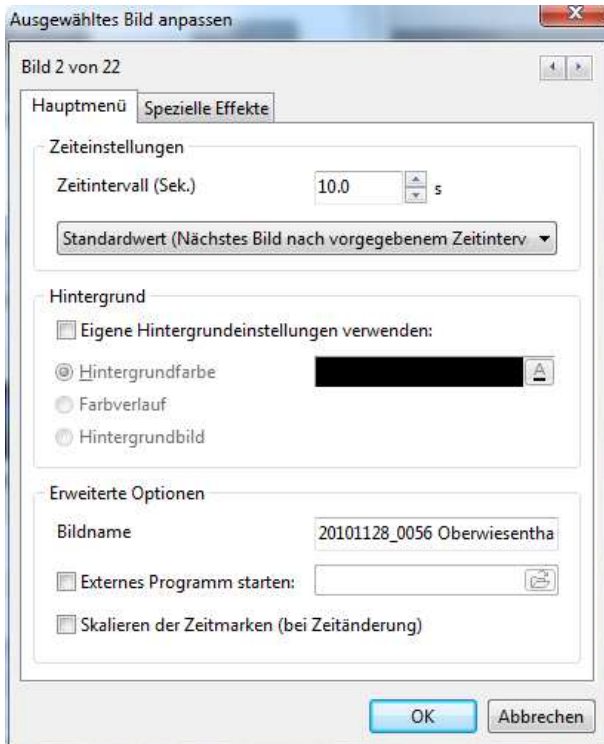 Ausgewähltes Bild anpassen
Bild 2 von 22
Hauptmenü Spezielle Effekte
Zeiteinstellungen
Zeitintervall (Sek.) 10.0 s
Standardwert (Nächstes Bild nach vorgegebenem Zeitinterv
Hintergrund
Eigene Hintergrundeinstellungen verwenden:
Hintergrundfarbe A
Farbverlauf
Hintergrundbild
Erweiterte Optionen
Bildname 20101128_0056 Oberwiesentha
Externes Programm starten:
Skalieren der Zeitmarken (bei Zeitänderung)
OK Abbrechen